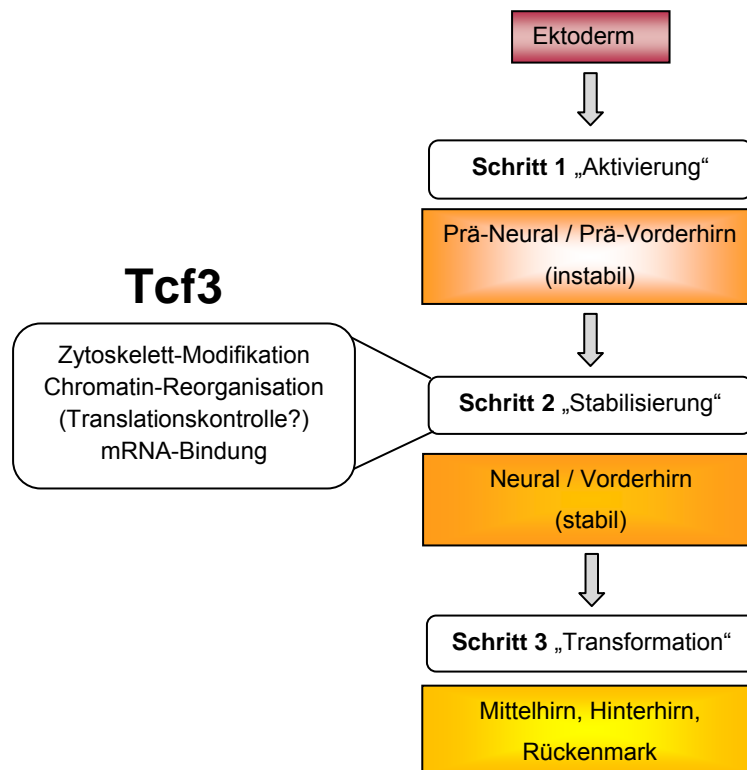 Ektoderm
Schritt 1 „Aktivierung“
Prä-Neural / Prä-Vorderhirn
(instabil)
Tcf3
Zytoskelett-Modifikation
Chromatin-Reorganisation
(Translationskontrolle?)
mRNA-Bindung
Schritt 2 „Stabilisierung“
Neural / Vorderhirn
(stabil)
Schritt 3 „Transformation“
Mittelhirn, Hinterhirn,
Rückenmark